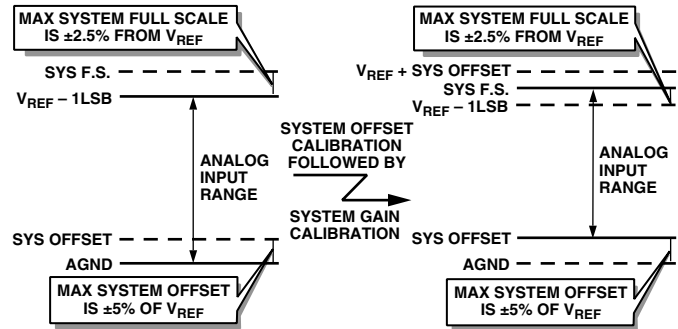 MAX SYSTEM FULL SCALE
IS ±2.5% FROM VREF
SYS F.S.
VREF – 1LSB
ANALOG
INPUT
RANGE
SYS OFFSET
AGND
MAX SYSTEM OFFSET
IS ±5% OF VREF
SYSTEM OFFSET
CALIBRATION
FOLLOWED BY
SYSTEM GAIN
CALIBRATION
MAX SYSTEM FULL SCALE
IS ±2.5% FROM VREF
VREF + SYS OFFSET
SYS F.S.
VREF – 1LSB
ANALOG
INPUT
RANGE
SYS OFFSET
AGND
MAX SYSTEM OFFSET
IS ±5% OF VREF